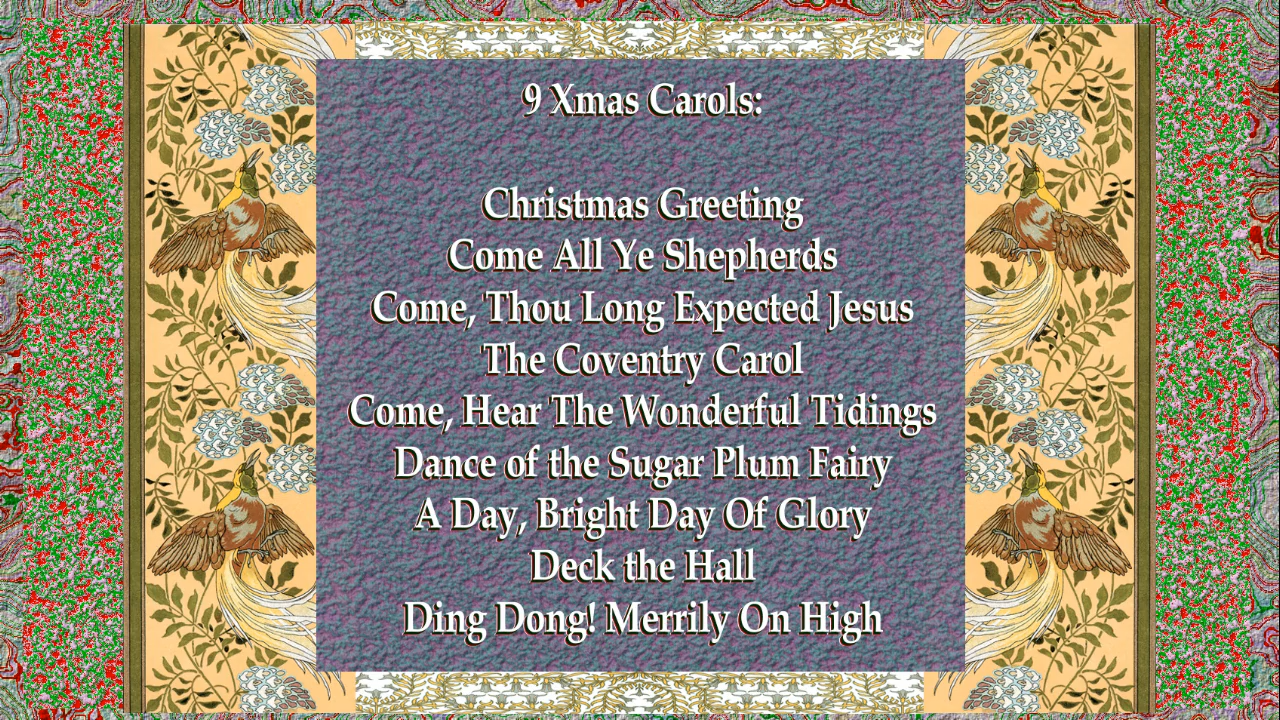 9 Xmas Carols:
Christmas Greeting
Come All Ye Shepherds
Come, Thou Long Expected Jesus
The Coventry Carol
Come, Hear The Wonderful Tidings
Dance of the Sugar Plum Fairy
A Day, Bright Day Of Glory
Deck the Hall
Ding Dong! Merrily On High